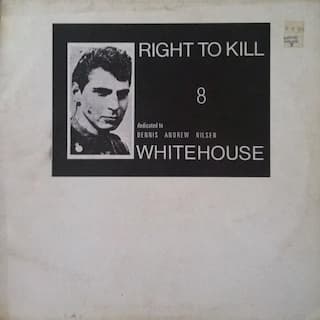 RIGHT TO KILL
8
dedicated to
DENNIS ANDREW NILSEN
WHITEHOUSE